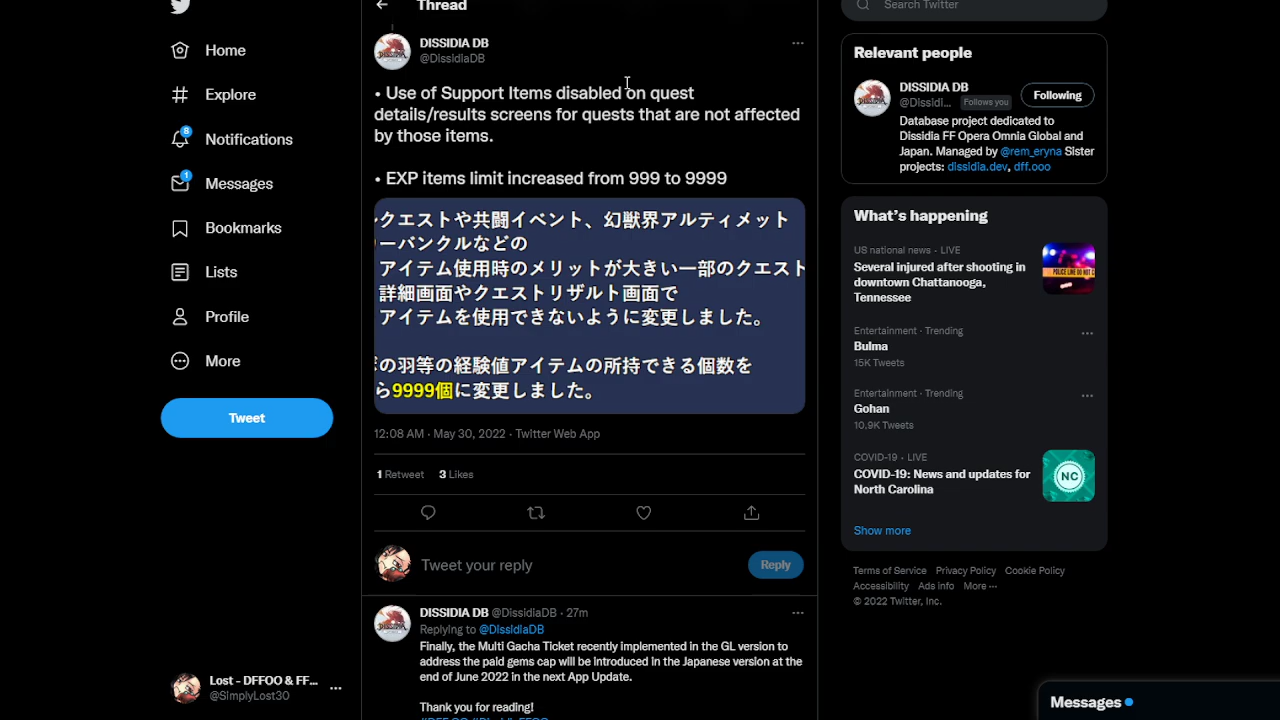 Home
Explore
8
Notifications
1
Messages
Bookmarks
Lists
Profile
More
Tweet
Lost - DFFOO & FF...
@SimplyLost30
Thread
DISSIDIA DB
@DissidiaDB
• Use of Support Items disabled on quest
details/results screens for quests that are not affected
by those items.
• EXP items limit increased from 999 to 9999
クエストや共闘イベント、幻獣界アルティメット
ーバンクルなどの
アイテム使用時のメリットが大きい一部のクエスト
詳細画面やクエストリザルト画面で
アイテムを使用できないように変更しました。
の羽等の経験値アイテムの所持できる個数を
ら9999個に変更しました。
12:08 AM · May 30, 2022 · Twitter Web App
1 Retweet 3 Likes
Tweet your reply
Reply
DISSIDIA DB @DissidiaDB · 27m
Replying to @DissidiaDB
Finally, the Multi Gacha Ticket recently implemented in the GL version to
address the paid gems cap will be introduced in the Japanese version at the
end of June 2022 in the next App Update.
Thank you for reading!
Search Twitter
Relevant people
DISSIDIA DB
@Dissidi... Follows you
Following
Database project dedicated to
Dissidia FF Opera Omnia Global and
Japan. Managed by @rem_eryna Sister
projects: dissidia.dev, dff.ooo
What's happening
US national news · LIVE
Several injured after shooting in
downtown Chattanooga,
Tennessee
Entertainment · Trending
Bulma
15K Tweets
Entertainment · Trending
Gohan
10.9K Tweets
COVID-19 · LIVE
COVID-19: News and updates for
North Carolina
NC
Show more
Terms of Service Privacy Policy Cookie Policy
Accessibility Ads info More ···
© 2022 Twitter, Inc.
Messages